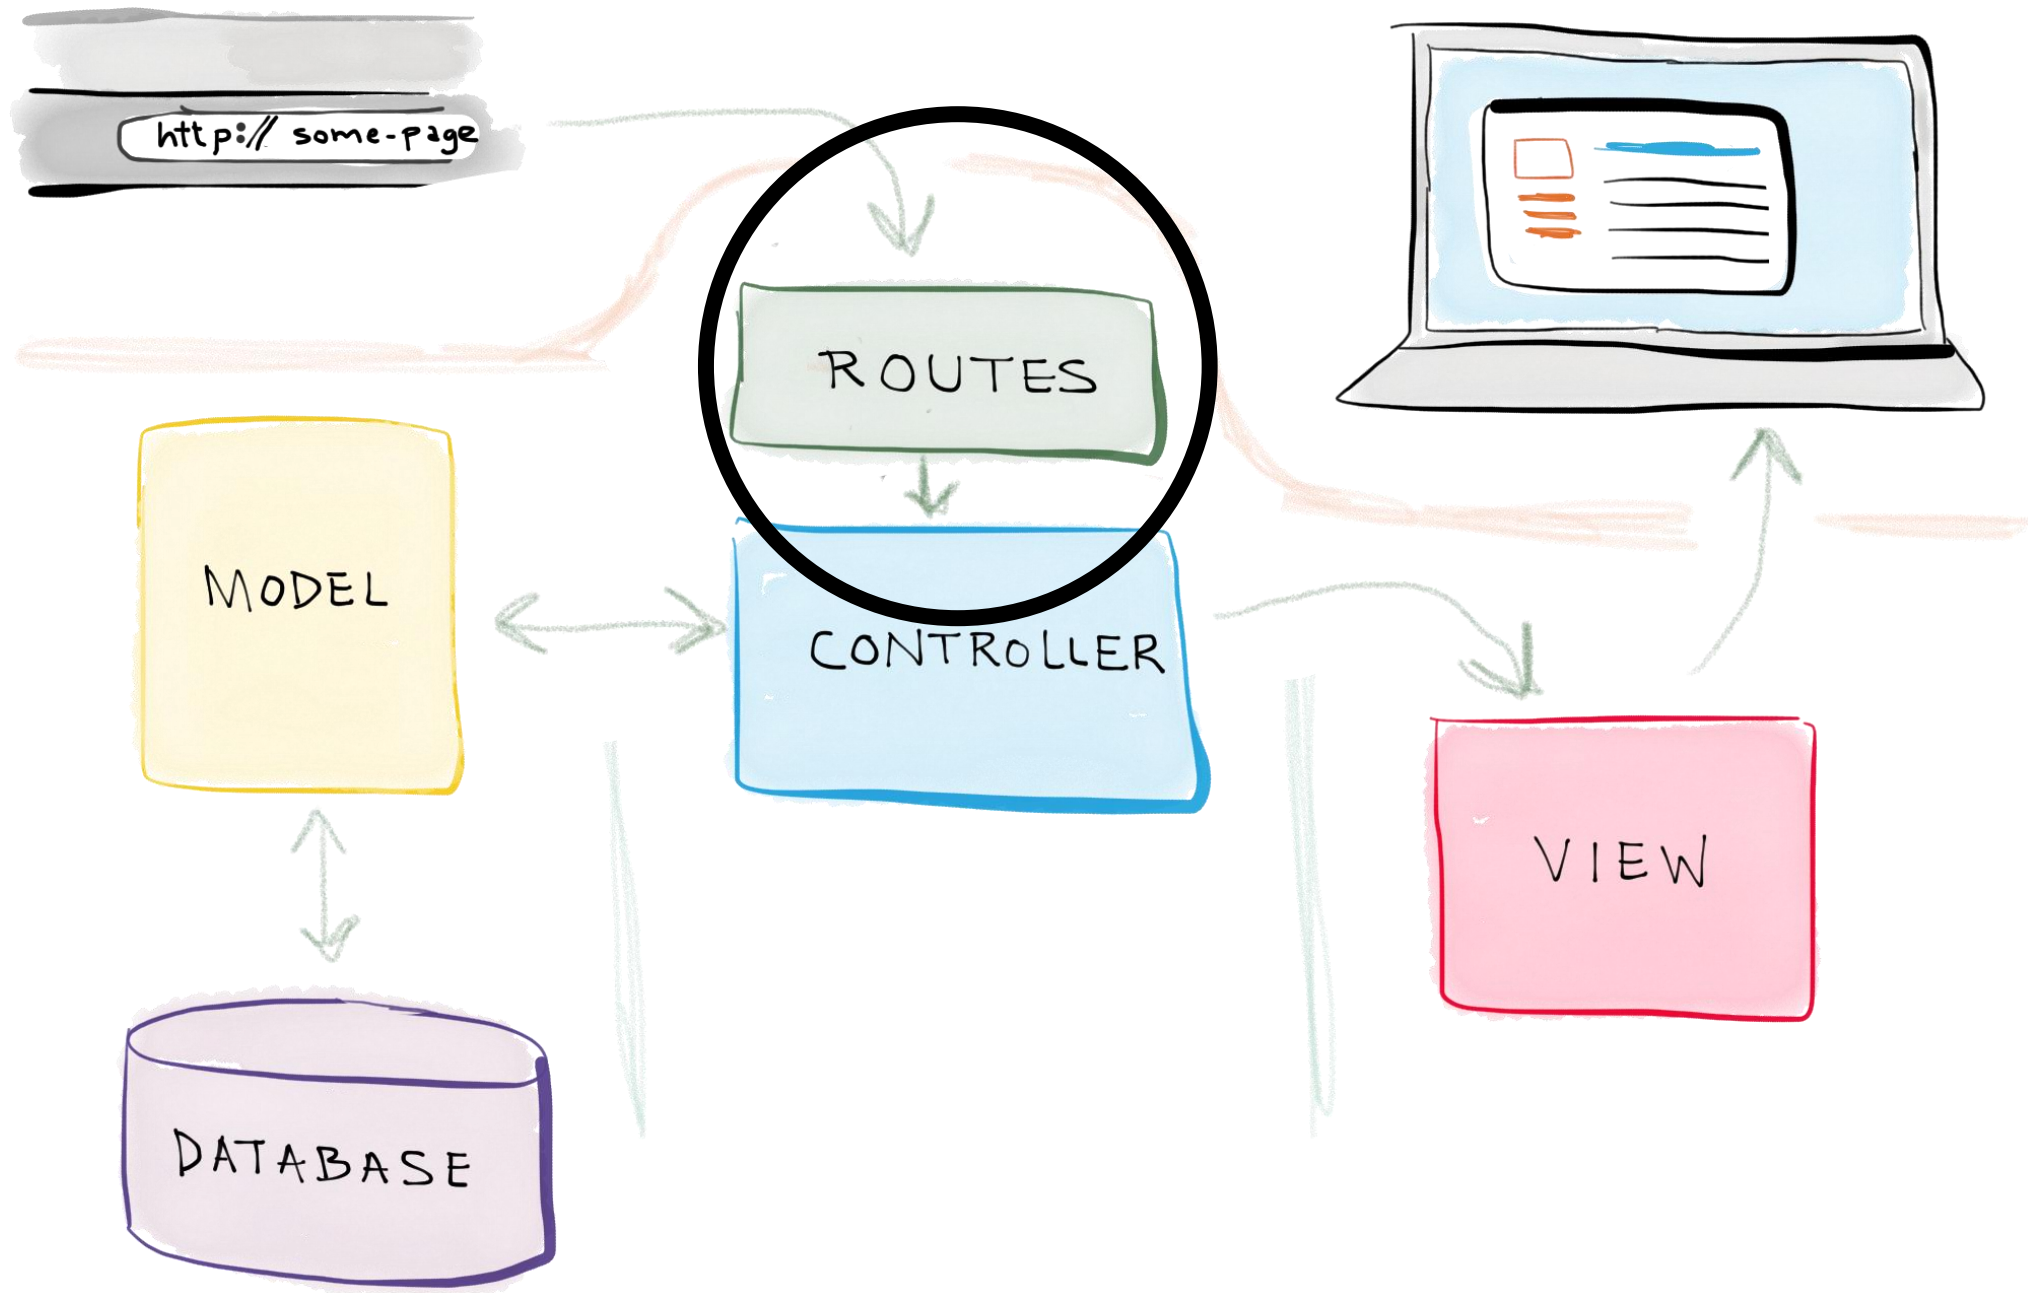 http:// some-page
ROUTES
MODEL
CONTROLLER
VIEW
DATABASE